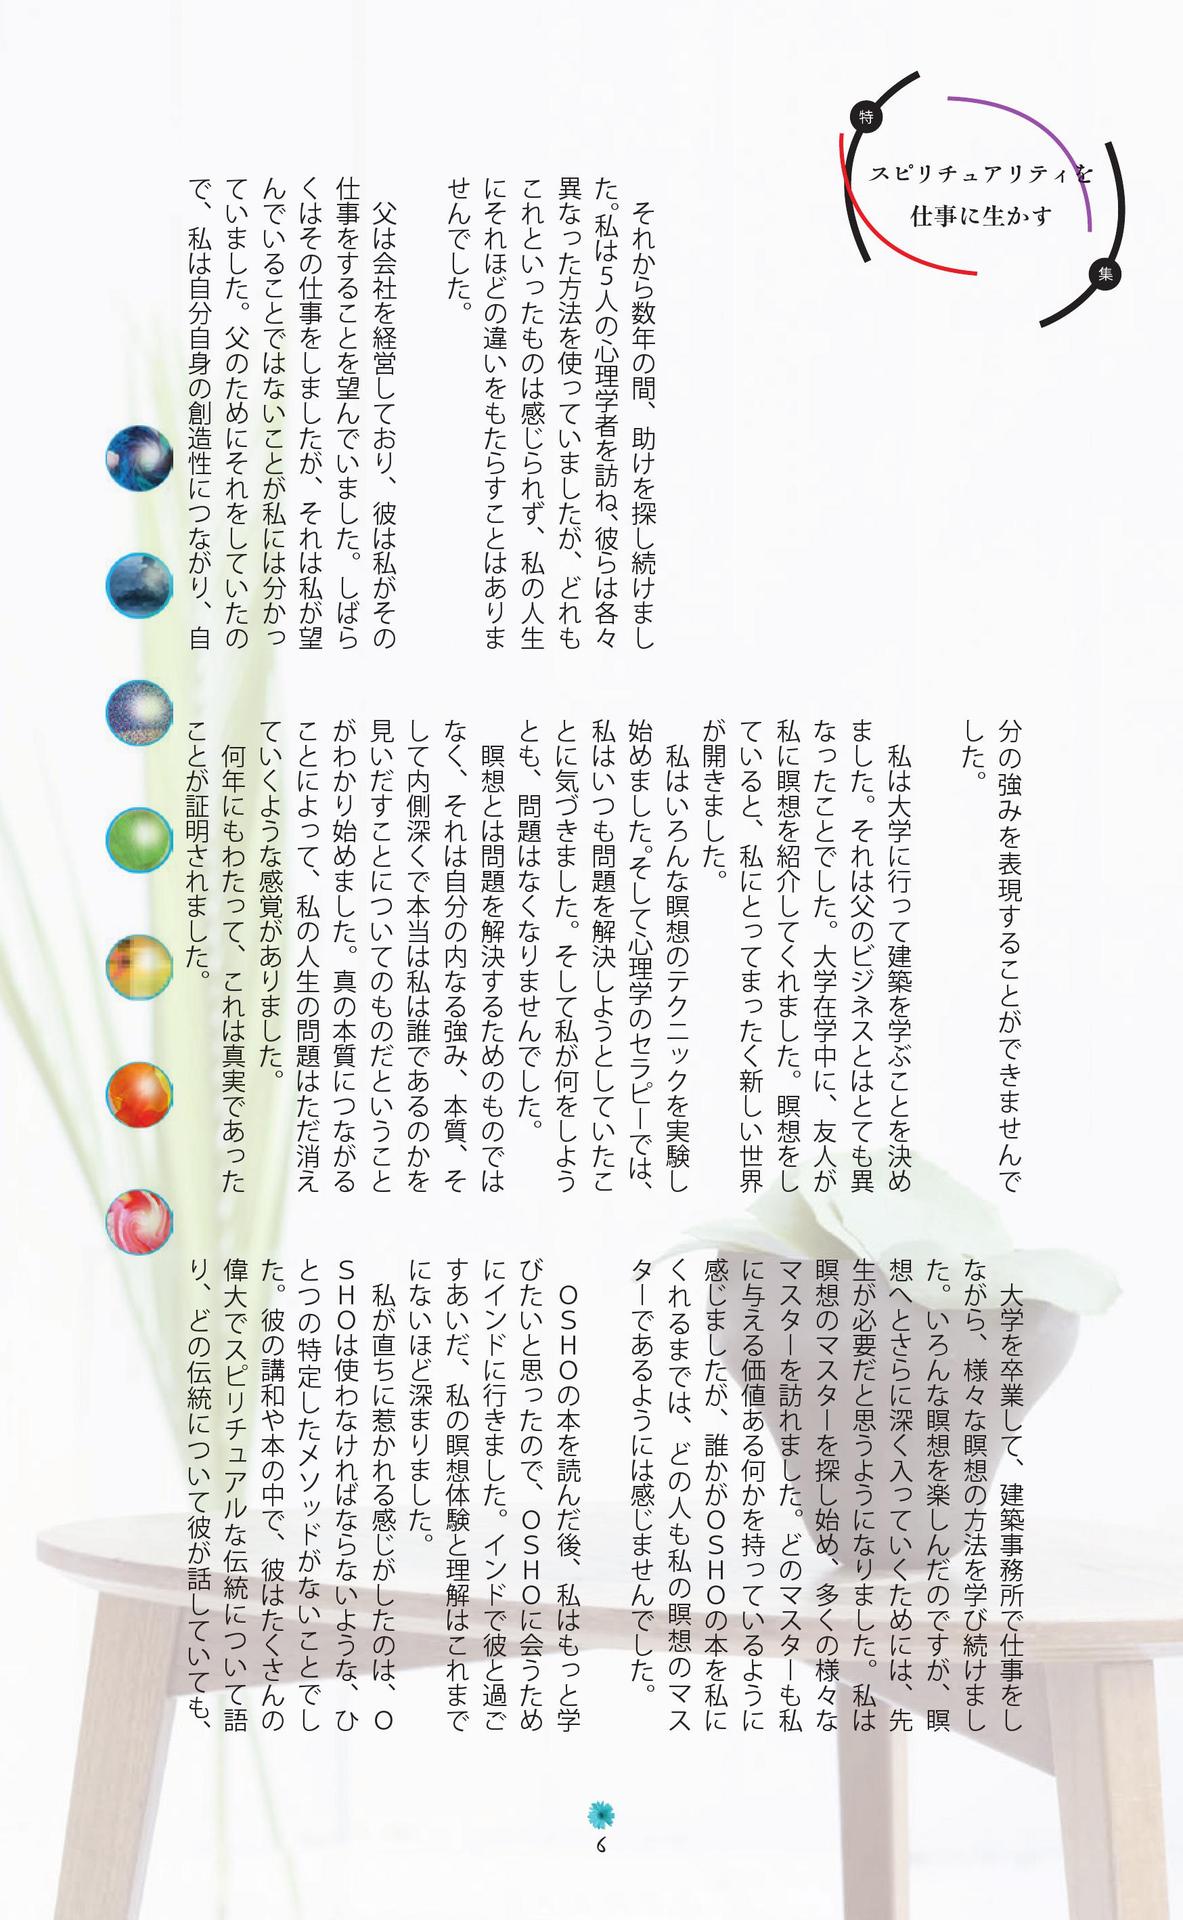 特
スピリチュアリティを
仕事に生かす
集
それから数年の間、助けを探し続けまし
た。私は5人の心理学者を訪ね、彼らは各々
異なった方法を使っていましたが、どれも
これといったものは感じられず、私の人生
にそれほどの違いをもたらすことはありま
せんでした。
父は会社を経営しており、彼は私がその
仕事をすることを望んでいました。しばら
くはその仕事をしましたが、それは私が望
んでいることではないことが私には分かっ
ていました。父のためにそれをしていたの
で、私は自分自身の創造性につながり、自
分の強みを表現することができませんで
した。
私は大学に行って建築を学ぶことを決め
ました。それは父のビジネスとはとても異
なったことでした。大学在学中に、友人が
私に瞑想を紹介してくれました。瞑想をし
ていると、私にとってまったく新しい世界
が開きました。
私はいろんな瞑想のテクニックを実験し
始めました。そして心理学のセラピーでは、
私はいつも問題を解決しようとしていたこ
とに気づきました。そして私が何をしよう
とも、問題はなくなりませんでした。
瞑想とは問題を解決するためのものでは
なく、それは自分の内なる強み、本質、そ
して内側深くで本当は私は誰であるのかを
見いだすことについてのものだということ
がわかり始めました。真の本質につながる
ことによって、私の人生の問題はただ消え
ていくような感覚がありました。
何年にもわたって、これは真実であった
ことが証明されました。
大学を卒業して、建築事務所で仕事をし
ながら、様々な瞑想の方法を学び続けまし
た。いろんな瞑想を楽しんだのですが、瞑
想へとさらに深く入っていくためには、先
生が必要だと思うようになりました。私は
瞑想のマスターを探し始め、多くの様々な
マスターを訪れました。どのマスターも私
に与える価値ある何かを持っているように
感じましたが、誰かがOSHOの本を私に
くれるまでは、どの人も私の瞑想のマス
ターであるようには感じませんでした。
OSHOの本を読んだ後、私はもっと学
びたいと思ったので、OSHOに会うため
にインドに行きました。インドで彼と過ご
すあいだ、私の瞑想体験と理解はこれまで
にないほど深まりました。
私が直ちに惹かれる感じがしたのは、O
SHOは使わなければならないような、ひ
とつの特定したメソッドがないことでし
た。彼の講和や本の中で、彼はたくさんの
偉大でスピリチュアルな伝統について語
り、どの伝統について彼が話していても、
6